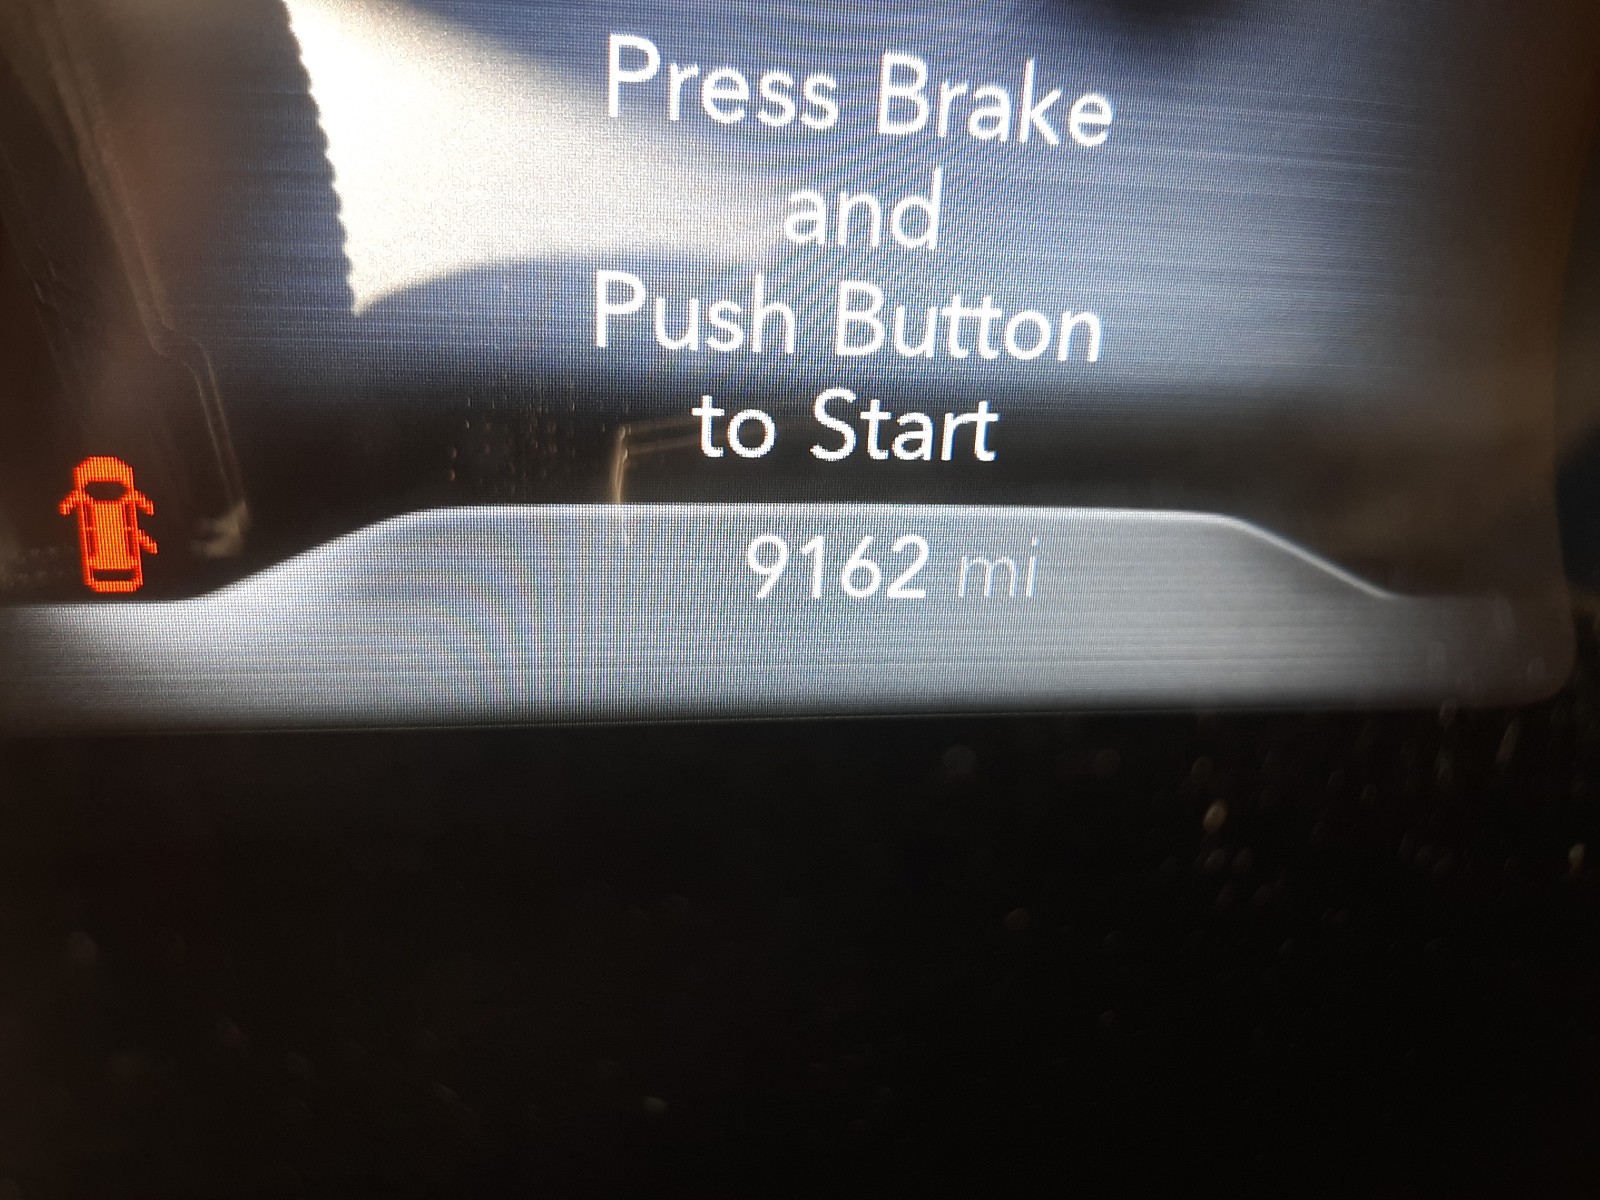 Press Brake
and
Push Button
to Start
9162 mi